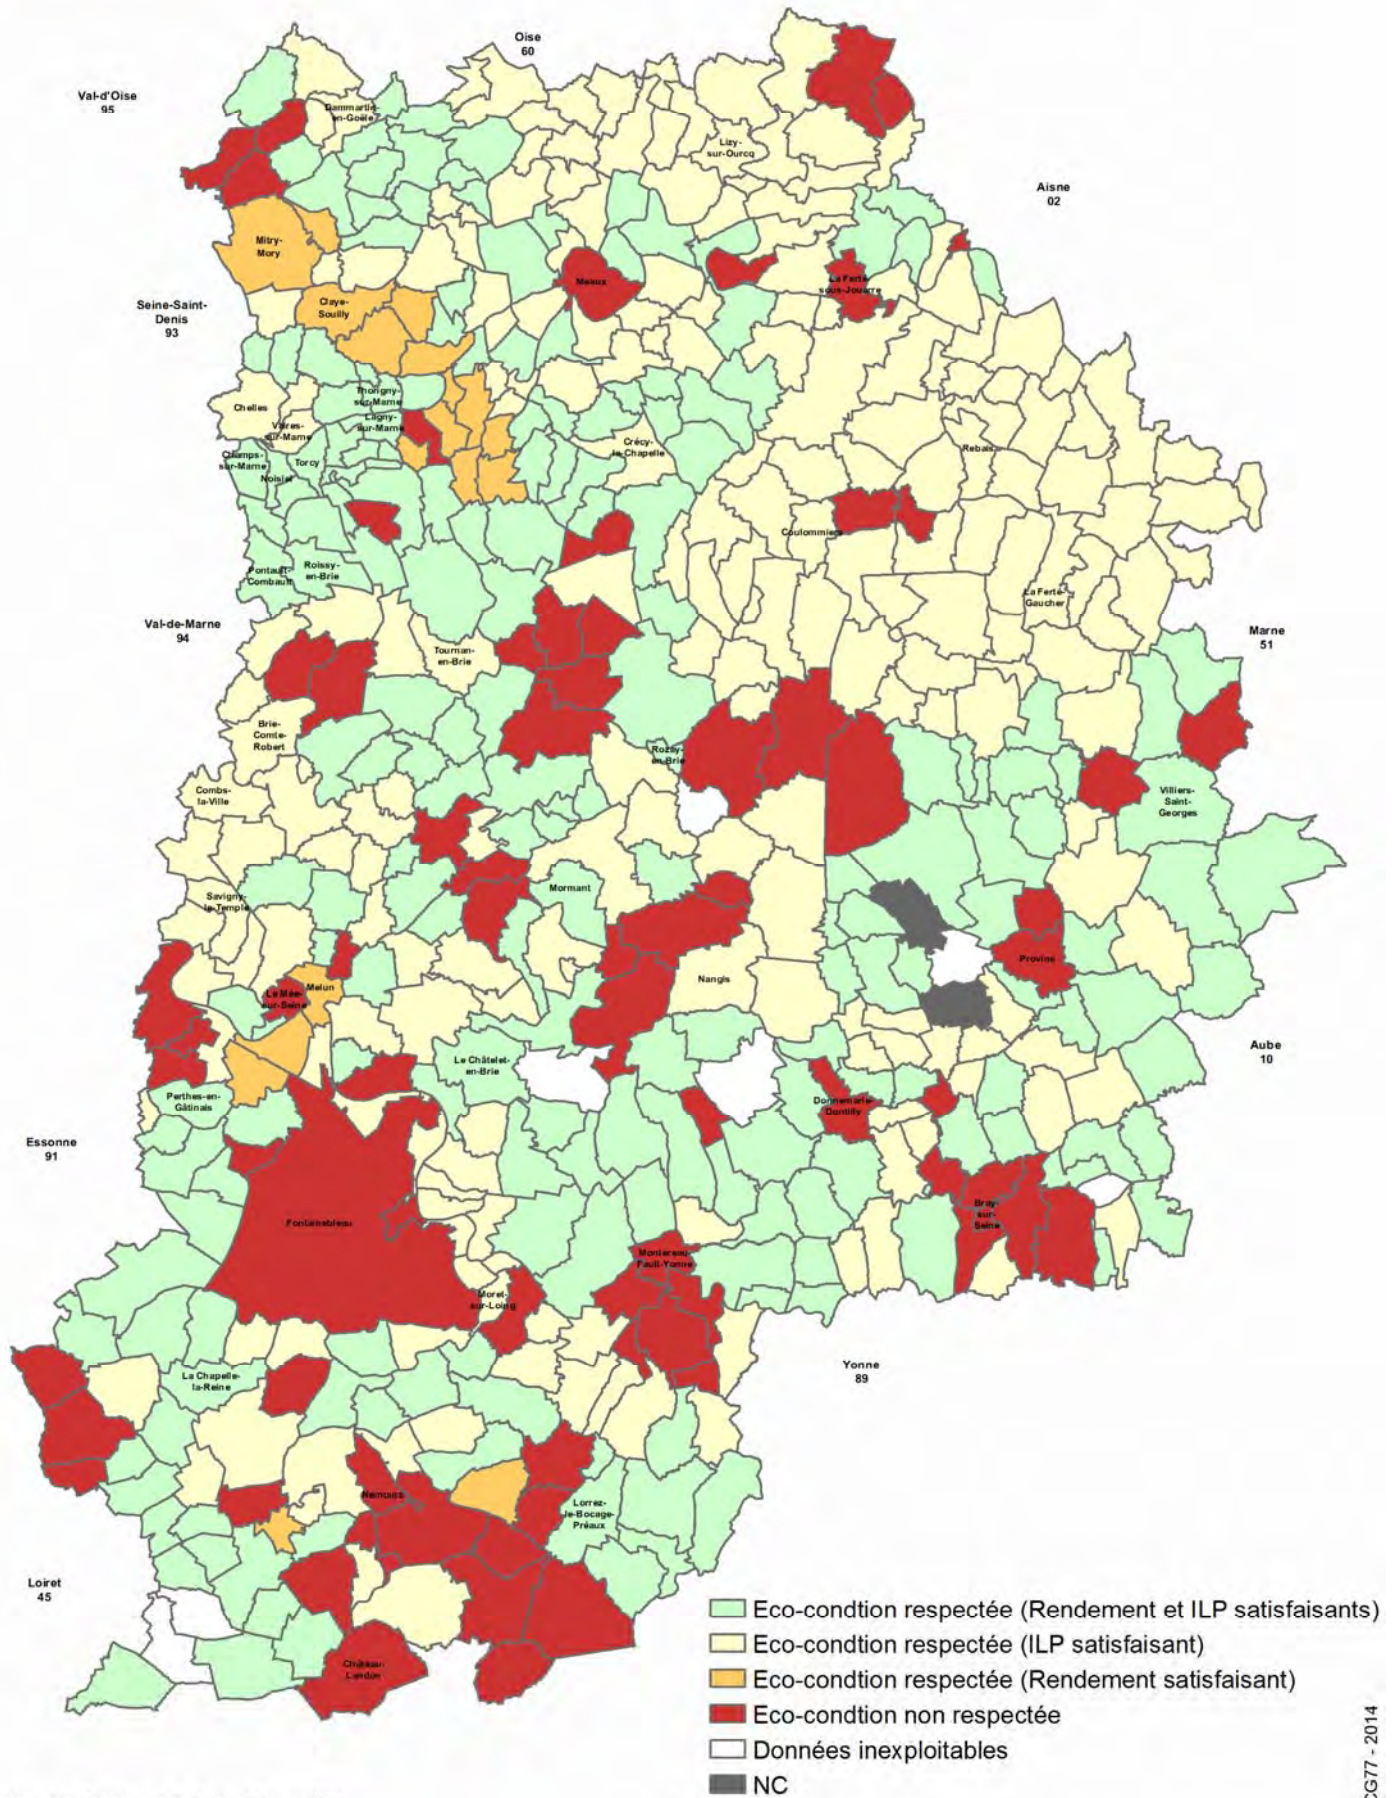 Oise
60
Val-d'Oise
95
Dammartin-
en-Goële
Lizy-
sur-Ourcq
Aisne
02
Mitry-
Mory
Meaux
La Ferté-
sous-Jouarre
Seine-Saint-
Denis
93
Claye-
Souilly
Thorigny-
sur-Marne
Chelles
Lagny-
sur-Marne
Vaires-
sur-Marne
Crécy-
la-Chapelle
Rebais
Champs-
sur-Marne
Torcy
Noisiel
Coulommiers
Pontault-
Combault
Roissy-
en-Brie
La Ferté-
Gaucher
Val-de-Marne
94
Marne
51
Tournan-
en-Brie
Brie-
Comte-
Robert
Rozay-
en-Brie
Combs-
la-Ville
Villiers-
Saint-
Georges
Mormant
Savigny-
le-Temple
Provins
Nangis
Melun
Le Mée-
sur-Seine
Aube
10
Le Châtelet-
en-Brie
Perthes-en-
Gâtinais
Donnemarie-
Dontilly
Essonne
91
Bray-
sur-
Seine
Fontainebleau
Montereau-
Fault-Yonne
Moret-
sur-Loing
Yonne
89
La Chapelle-
la-Reine
Nemours
Lorrez-
le-Bocage-
Préaux
Loiret
45
Château-
Landon
Eco-condtion respectée (Rendement et ILP satisfaisants)
Eco-condtion respectée (ILP satisfaisant)
Eco-condtion respectée (Rendement satisfaisant)
Eco-condtion non respectée
Données inexploitables
NC
CG77 - 2014